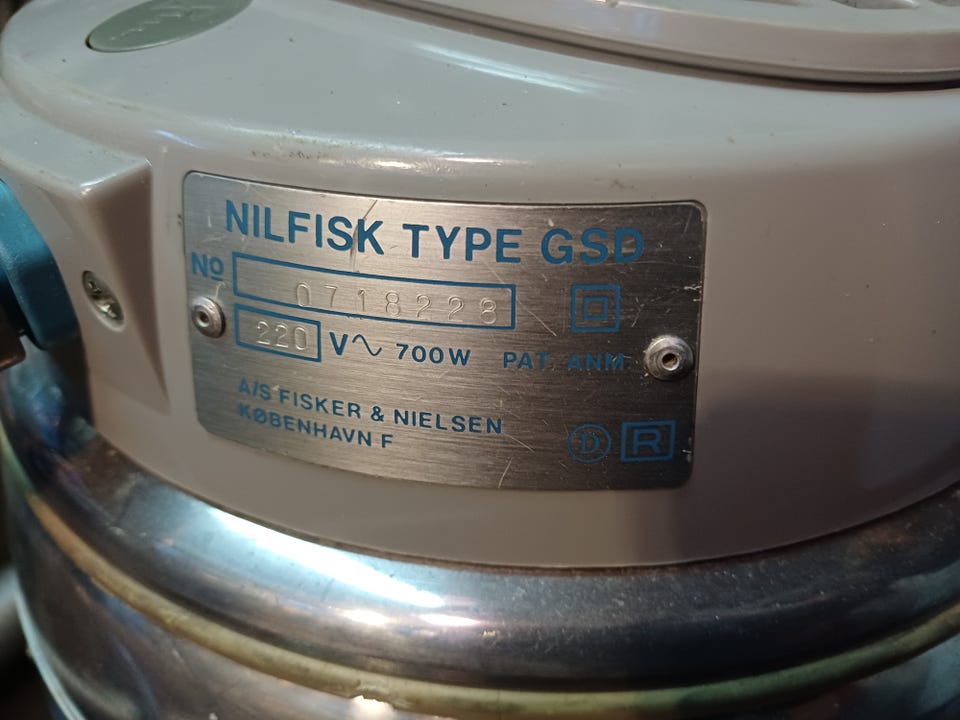 NILFISK TYPE GSD
Nº 0718228
220 V~ 700W PAT. ANM
A/S FISKER & NIELSEN
KØBENHAVN F
D R